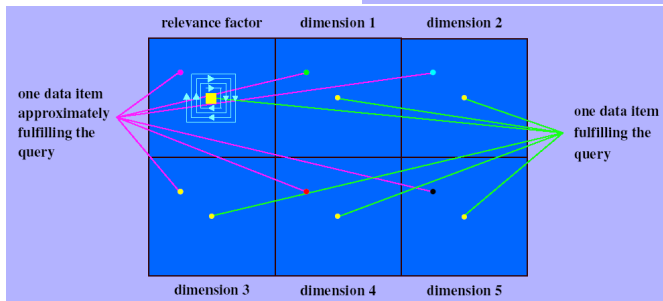 relevance factor
dimension 1
dimension 2
one data item
approximately
fulfilling the
query
one data item
fulfilling the
query
dimension 3
dimension 4
dimension 5